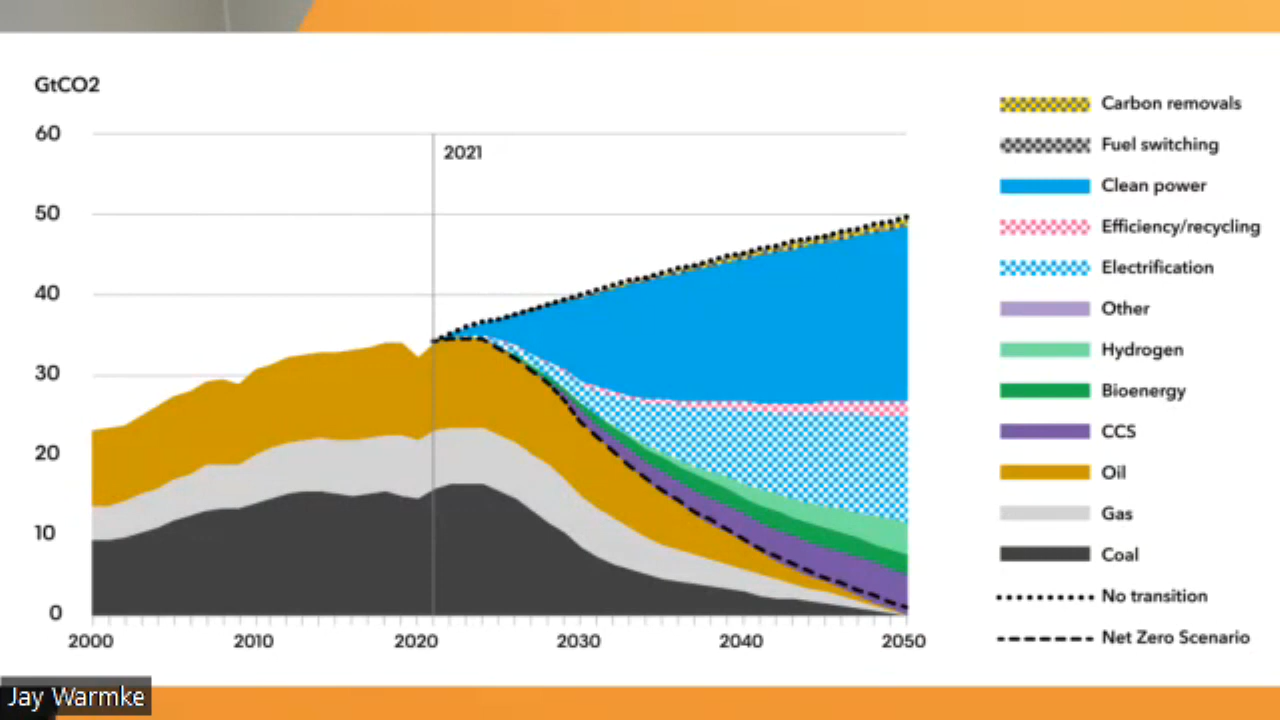 GtCO2
60
50
40
30
20
10
0
2021
2000
2010
2020
2030
2040
2050
Carbon removals
Fuel switching
Clean power
Efficiency/recycling
Electrification
Other
Hydrogen
Bioenergy
CCS
Oil
Gas
Coal
No transition
Net Zero Scenario
Jay Warmke